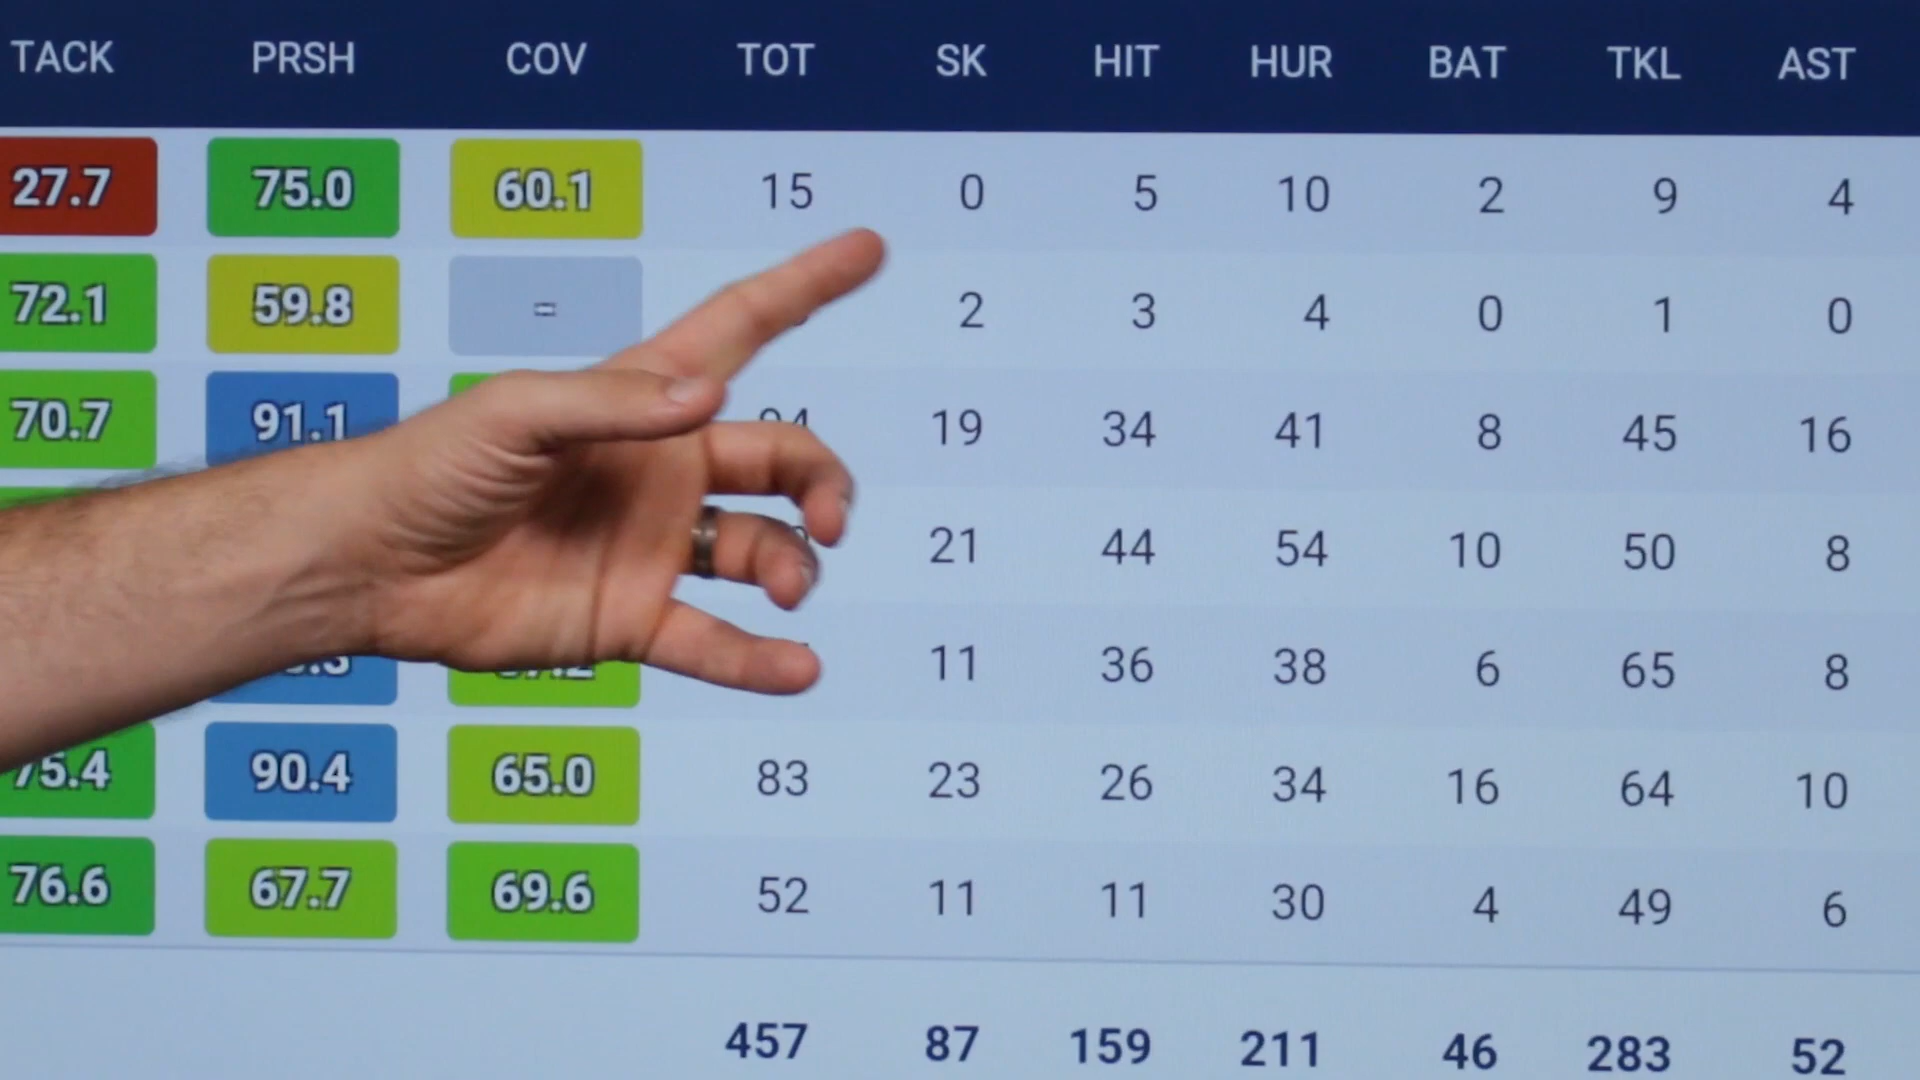 TACK PRSH COV TOT SK HIT HUR BAT TKL AST
27.7 75.0 60.1 15 0 5 10 2 9 4
72.1 59.8 - 2 3 4 0 1 0
70.7 91.1 19 34 41 8 45 16
21 44 54 10 50 8
11 36 38 6 65 8
75.4 90.4 65.0 83 23 26 34 16 64 10
76.6 67.7 69.6 52 11 11 30 4 49 6
457 87 159 211 46 283 52